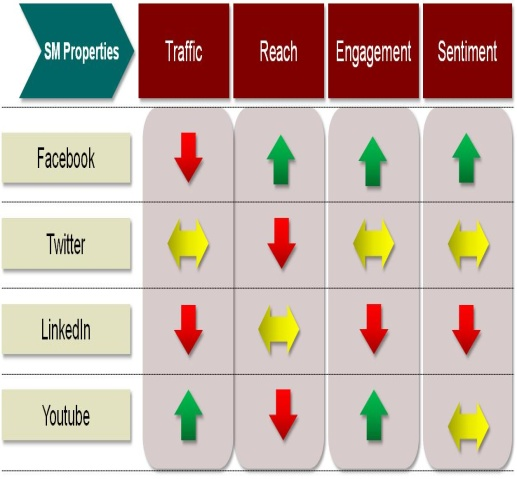 SM Properties Traffic Reach Engagement Sentiment
Facebook
Twitter
LinkedIn
Youtube